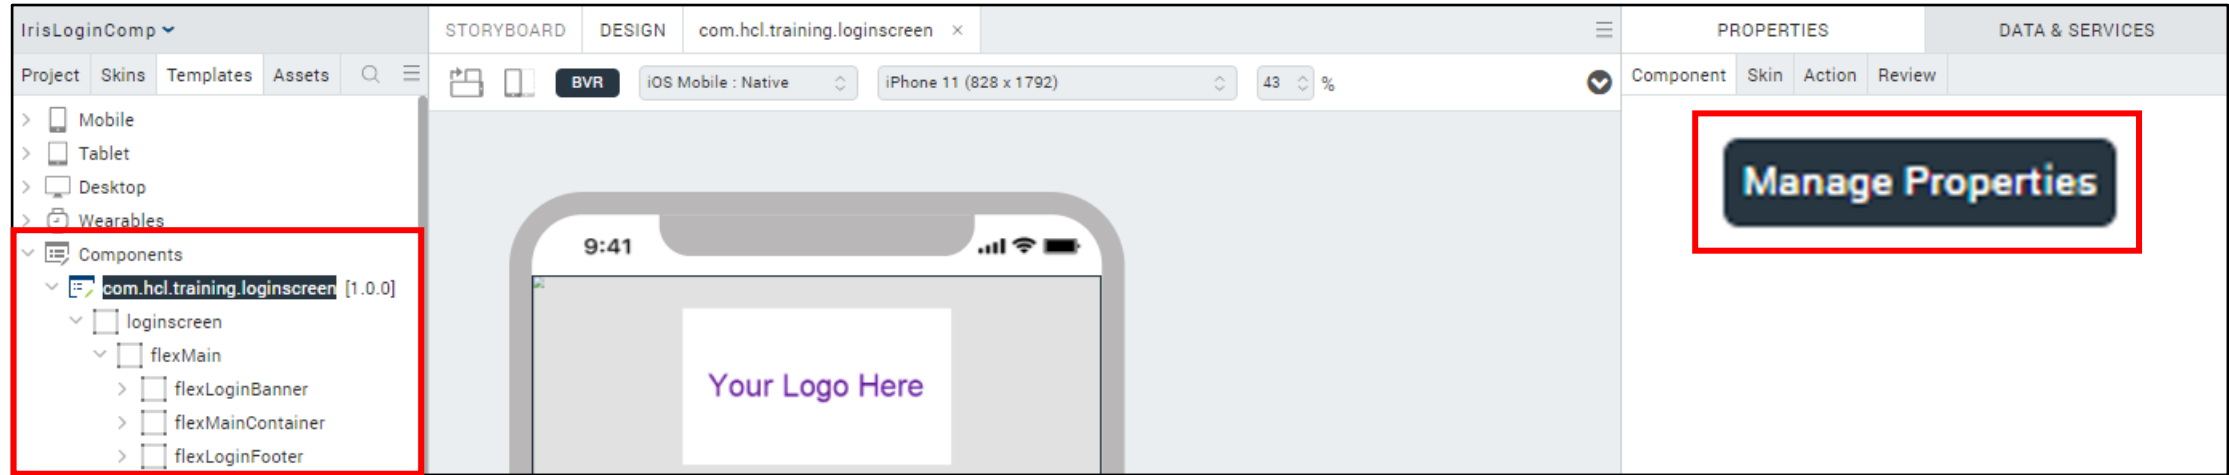 IrisLoginComp
Project Skins Templates Assets
Mobile
Tablet
Desktop
Wearables
Components
com.hcl.training.loginscreen [1.0.0]
loginscreen
flexMain
flexLoginBanner
flexMainContainer
flexLoginFooter
STORYBOARD DESIGN com.hcl.training.loginscreen ×
BVR iOS Mobile : Native iPhone 11 (828 x 1792) 43 %
9:41
Your Logo Here
PROPERTIES DATA & SERVICES
Component Skin Action Review
Manage Properties